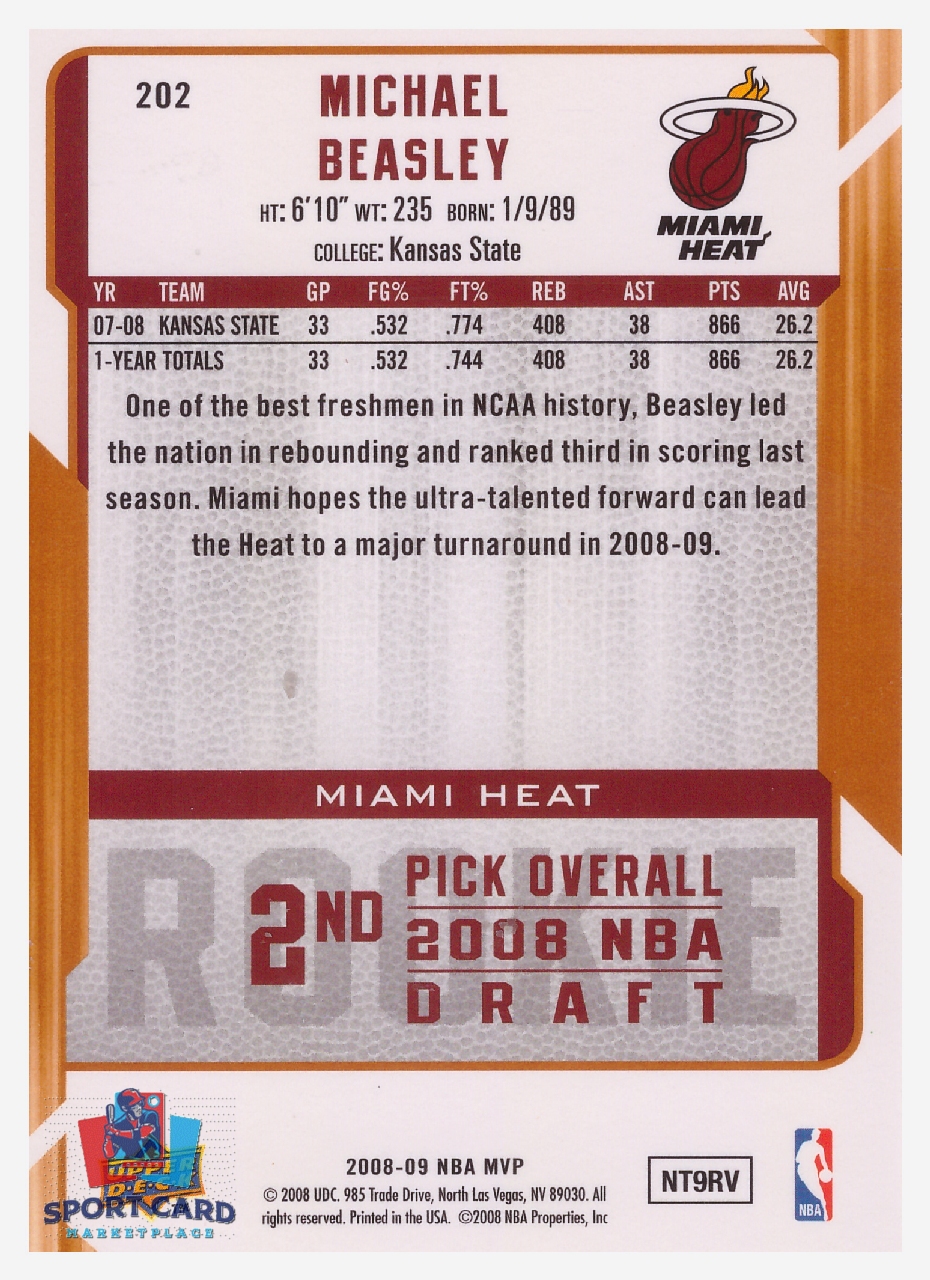 202
MICHAEL
BEASLEY
HT: 6'10" WT: 235 BORN: 1/9/89
COLLEGE: Kansas State
MIAMI
HEAT
YR TEAM GP FG% FT% REB AST PTS AVG
07-08 KANSAS STATE 33 .532 .774 408 38 866 26.2
1-YEAR TOTALS 33 .532 .744 408 38 866 26.2
One of the best freshmen in NCAA history, Beasley led
the nation in rebounding and ranked third in scoring last
season. Miami hopes the ultra-talented forward can lead
the Heat to a major turnaround in 2008-09.
MIAMI HEAT
ROOKIE
2ND
PICK OVERALL
2008 NBA
DRAFT
UPPER
D·E·C·K
SPORT CARD
MARKETPLACE
2008-09 NBA MVP
© 2008 UDC. 985 Trade Drive, North Las Vegas, NV 89030. All
rights reserved. Printed in the USA. ©2008 NBA Properties, Inc
NT9RV
NBA